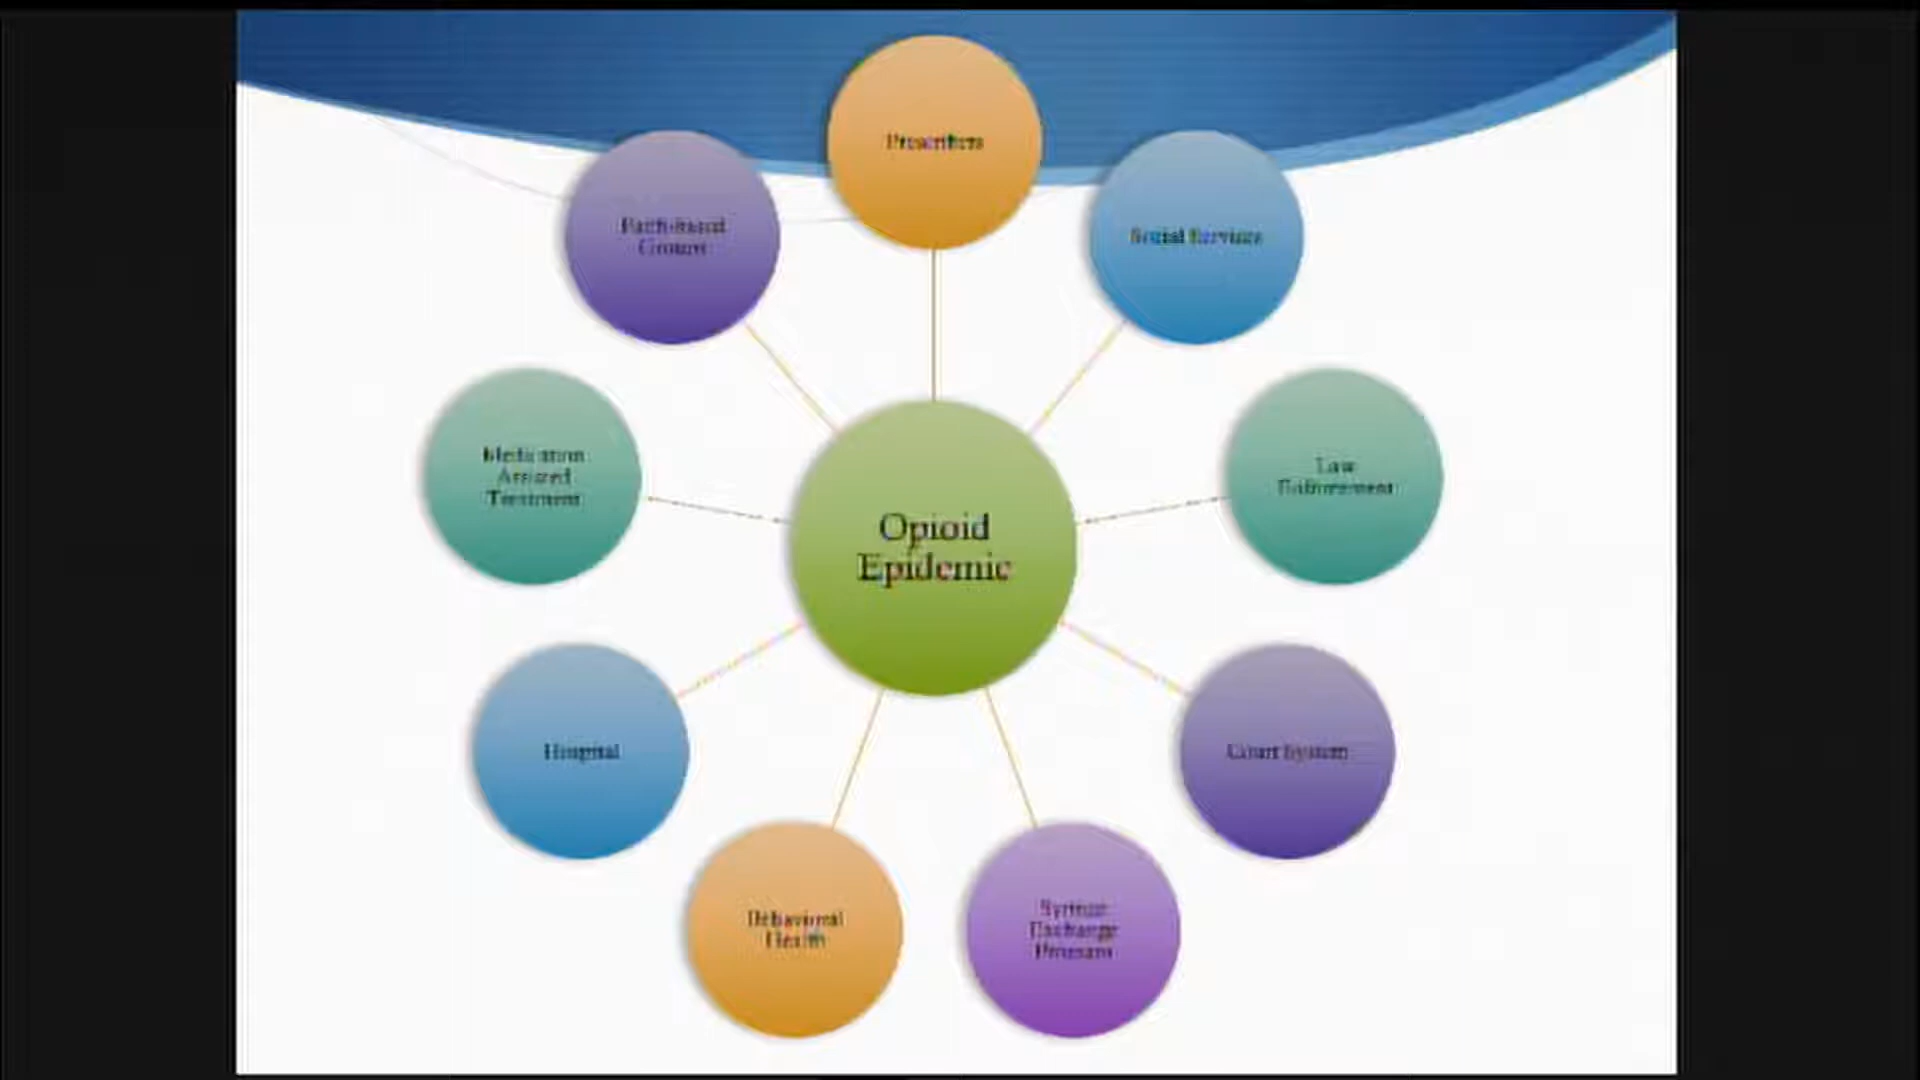 Prescribers
Social Services
Law
Enforcement
Court System
Syringe
Exchange
Program
Behavioral
Health
Hospital
Medication
Assisted
Treatment
Faith-based
Groups
Opioid
Epidemic